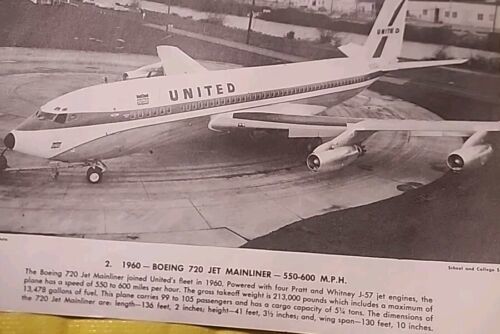 UNITED
UNITED
2. 1960 — BOEING 720 JET MAINLINER — 550-600 M.P.H.
School and College
The Boeing 720 Jet Mainliner joined United's fleet in 1960. Powered with four Pratt and Whitney J-57 jet engines, the
plane has a speed of 550 to 600 miles per hour. The gross takeoff weight is 213,000 pounds which includes a maximum of
13,478 gallons of fuel. This plane carries 99 to 105 passengers and has a cargo capacity of 5¼ tons. The dimensions of
the 720 Jet Mainliner are: length—136 feet, 2 inches; height—41 feet, 3½ inches; and, wing span—130 feet, 10 inches.